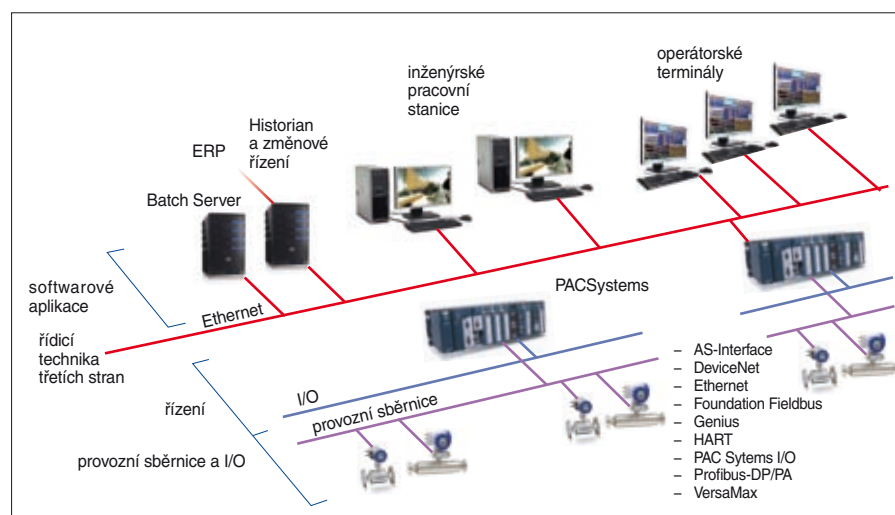 operátorské
terminály
inženýrské
pracovní
stanice
Historian
a změnové
řízení
ERP
Batch Server
softwarové
aplikace
Ethernet
PACSystems
řídicí
technika
třetích stran
I/O
řízení
provozní sběrnice
provozní sběrnice a I/O
– AS-Interface
– DeviceNet
– Ethernet
– Foundation Fieldbus
– Genius
– HART
– PAC Sytems I/O
– Profibus-DP/PA
– VersaMax